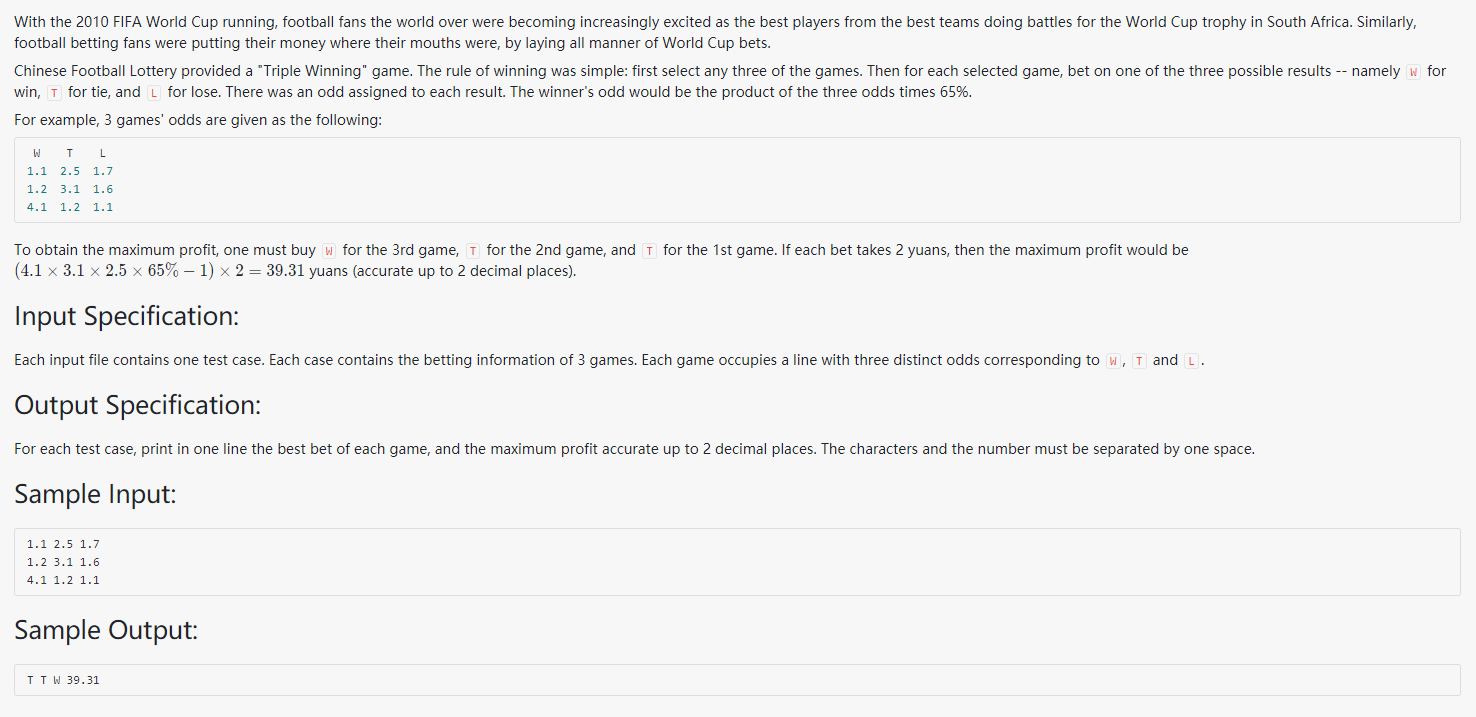 With the 2010 FIFA World Cup running, football fans the world over were becoming increasingly excited as the best players from the best teams doing battles for the World Cup trophy in South Africa. Similarly,
football betting fans were putting their money where their mouths were, by laying all manner of World Cup bets.
Chinese Football Lottery provided a "Triple Winning" game. The rule of winning was simple: first select any three of the games. Then for each selected game, bet on one of the three possible results -- namely W for
win, T for tie, and L for lose. There was an odd assigned to each result. The winner's odd would be the product of the three odds times 65%.
For example, 3 games' odds are given as the following:
W T L
1.1 2.5 1.7
1.2 3.1 1.6
4.1 1.2 1.1
To obtain the maximum profit, one must buy W for the 3rd game, T for the 2nd game, and T for the 1st game. If each bet takes 2 yuans, then the maximum profit would be
(4.1 × 3.1 × 2.5 × 65% − 1) × 2 = 39.31 yuans (accurate up to 2 decimal places).
Input Specification:
Each input file contains one test case. Each case contains the betting information of 3 games. Each game occupies a line with three distinct odds corresponding to W, T and L.
Output Specification:
For each test case, print in one line the best bet of each game, and the maximum profit accurate up to 2 decimal places. The characters and the number must be separated by one space.
Sample Input:
1.1 2.5 1.7
1.2 3.1 1.6
4.1 1.2 1.1
Sample Output:
T T W 39.31